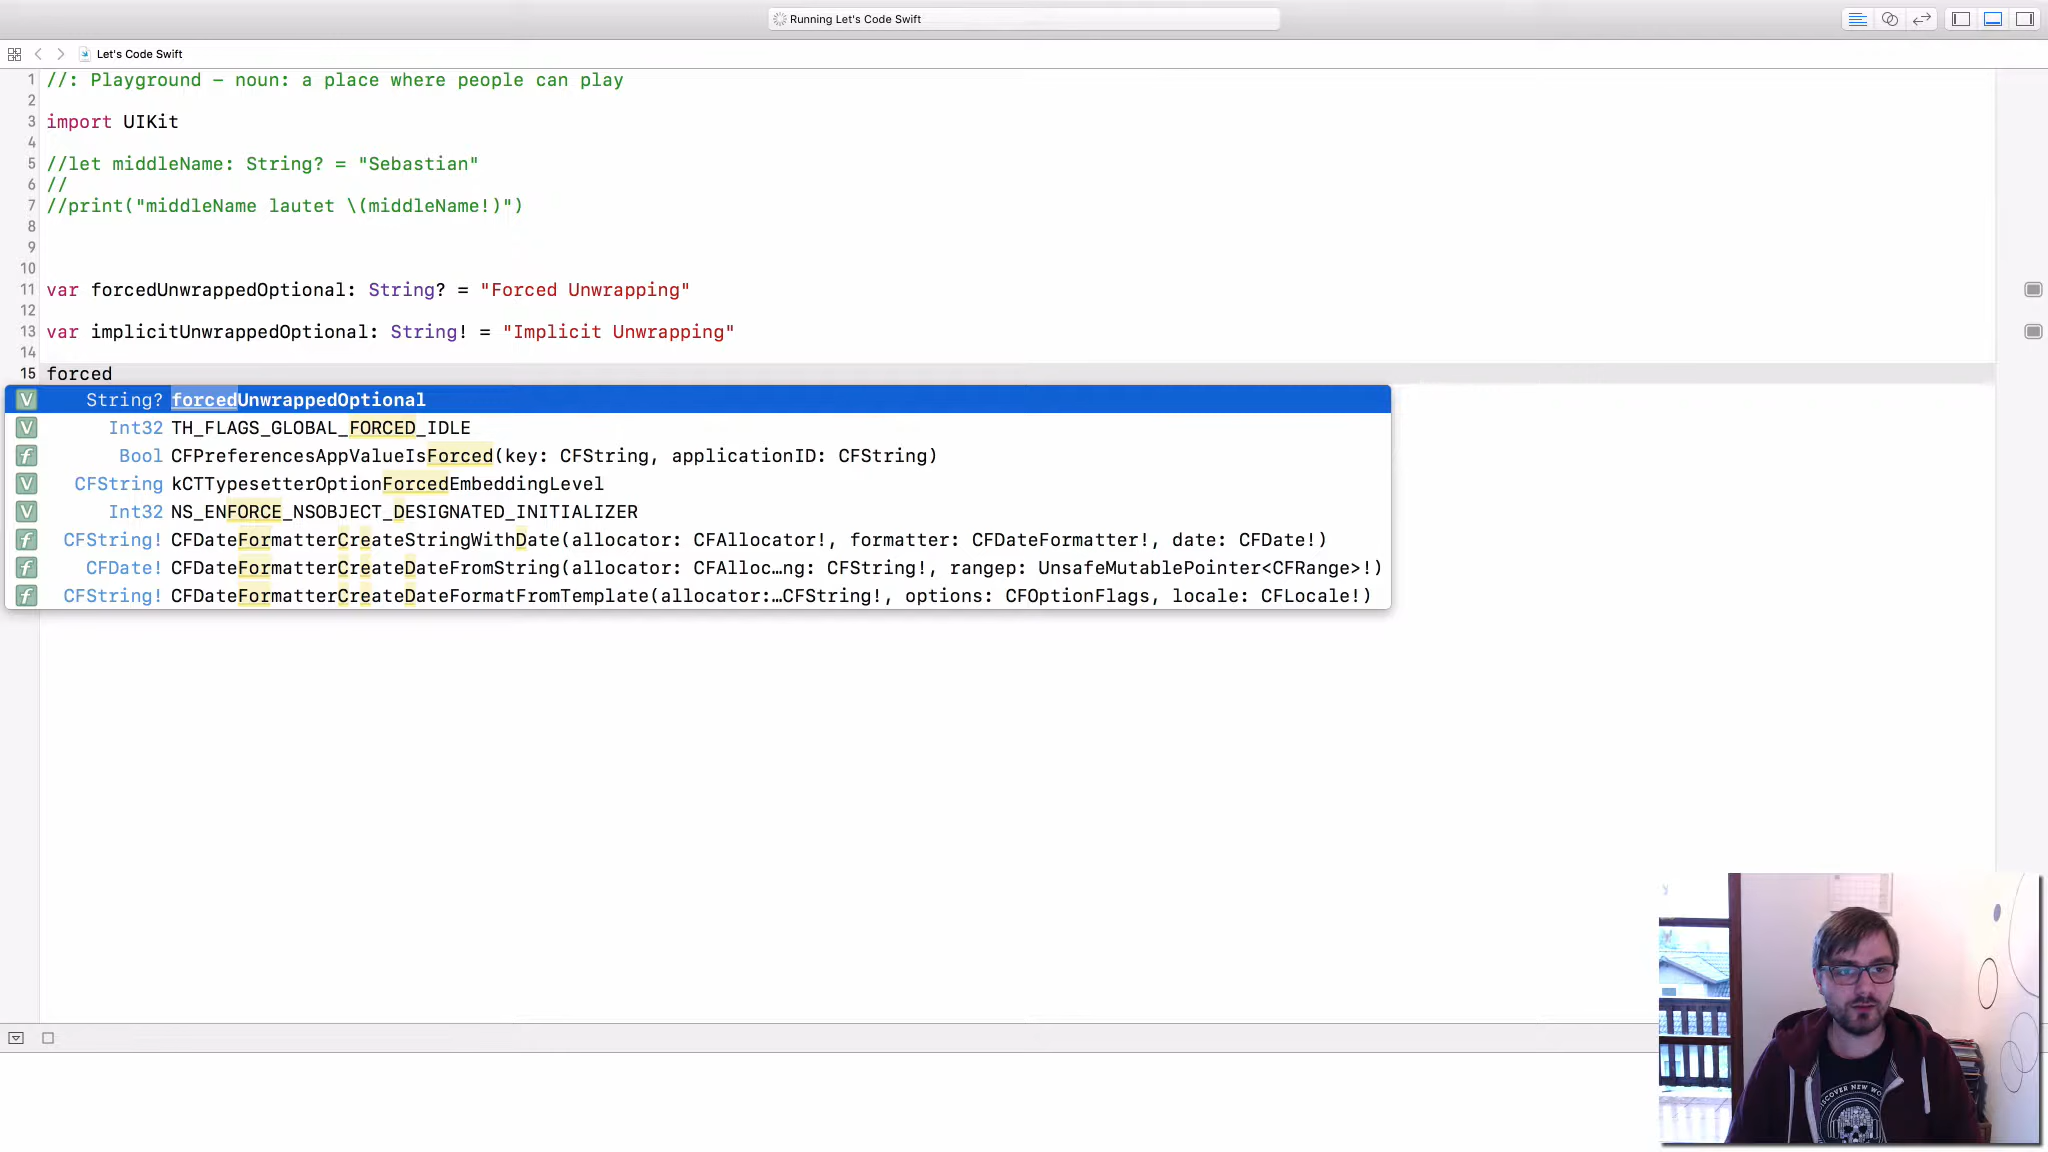 Running Let's Code Swift
Let's Code Swift
1 //: Playground – noun: a place where people can play
2
3 import UIKit
4
5 //let middleName: String? = "Sebastian"
6 //
7 //print("middleName lautet \(middleName!)")
8
9
10
11 var forcedUnwrappedOptional: String? = "Forced Unwrapping"
12
13 var implicitUnwrappedOptional: String! = "Implicit Unwrapping"
14
15 forced
V String? forcedUnwrappedOptional
V Int32 TH_FLAGS_GLOBAL_FORCED_IDLE
f Bool CFPreferencesAppValueIsForced(key: CFString, applicationID: CFString)
V CFString kCTTypesetterOptionForcedEmbeddingLevel
V Int32 NS_ENFORCE_NSOBJECT_DESIGNATED_INITIALIZER
f CFString! CFDateFormatterCreateStringWithDate(allocator: CFAllocator!, formatter: CFDateFormatter!, date: CFDate!)
f CFDate! CFDateFormatterCreateDateFromString(allocator: CFAlloc…ng: CFString!, rangep: UnsafeMutablePointer<CFRange>!)
f CFString! CFDateFormatterCreateDateFormatFromTemplate(allocator:…CFString!, options: CFOptionFlags, locale: CFLocale!)